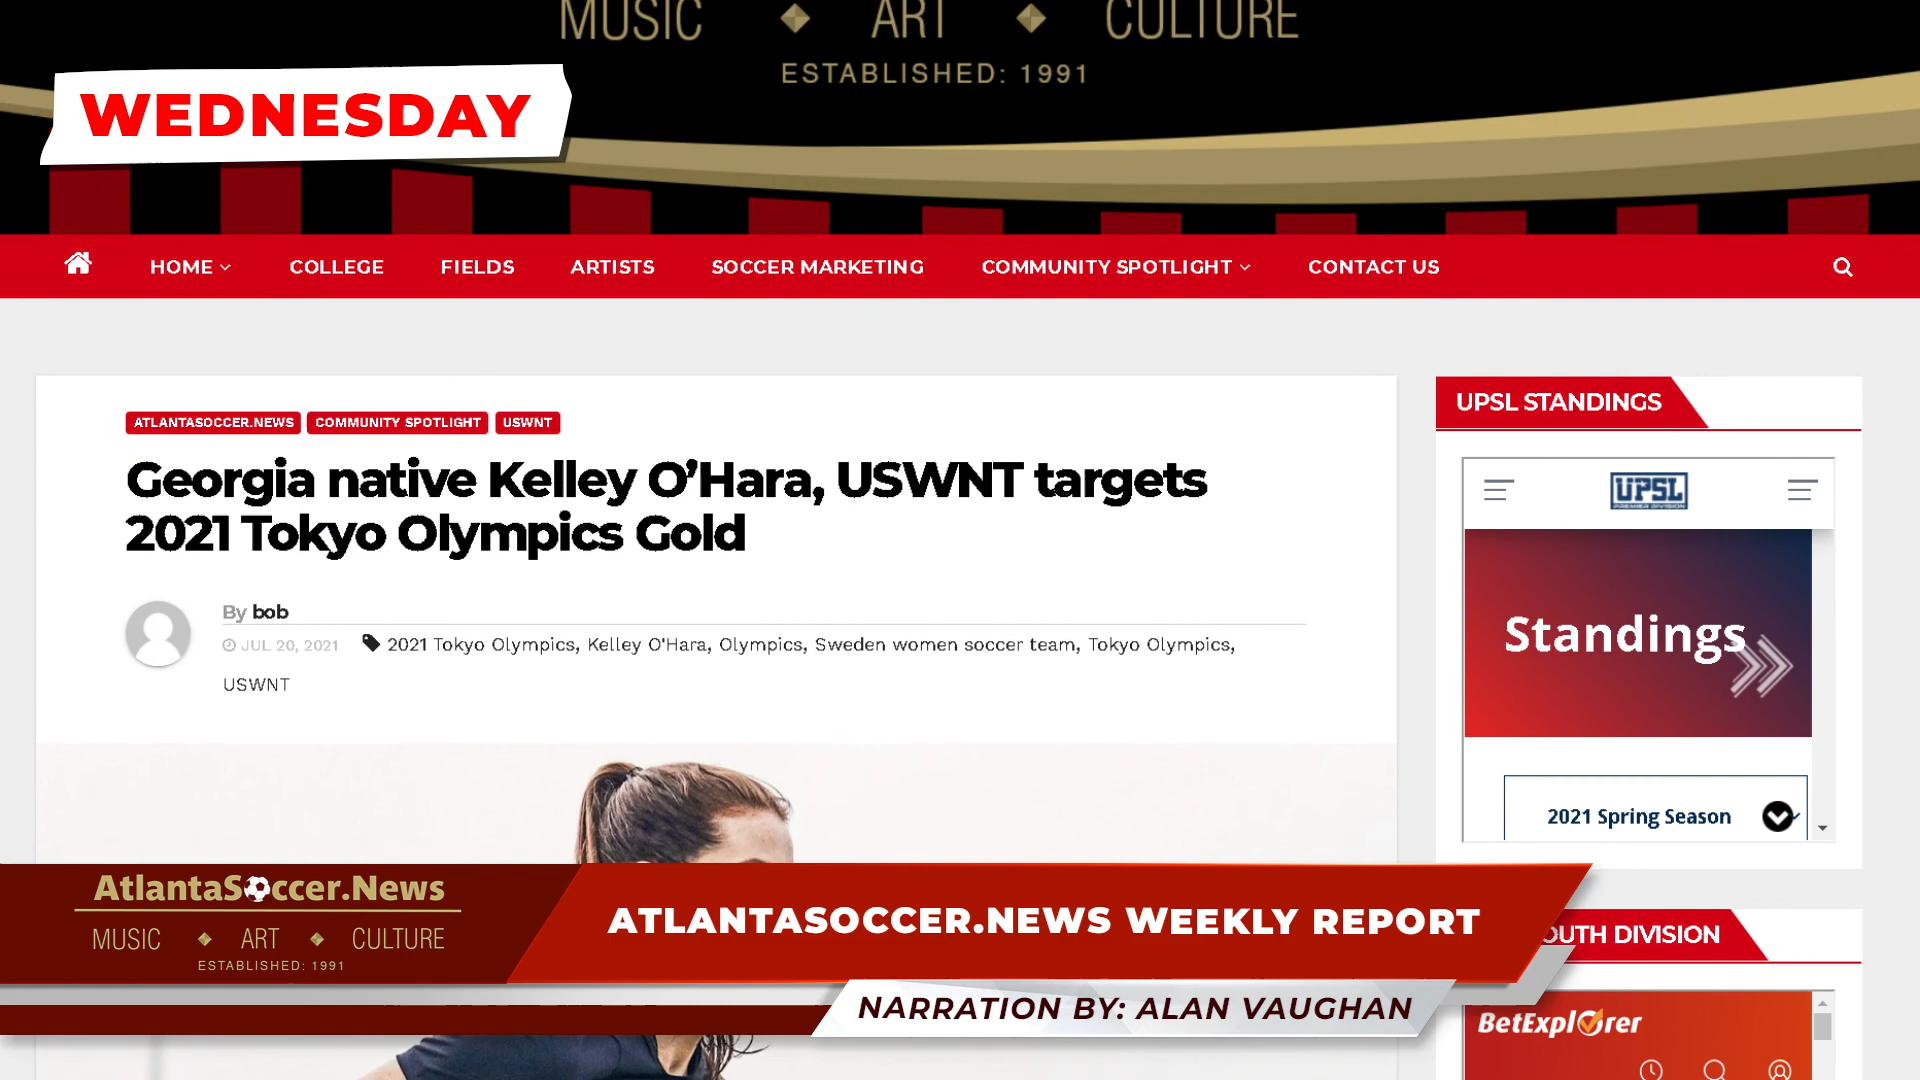 MUSIC ART CULTURE
ESTABLISHED: 1991
WEDNESDAY
HOME COLLEGE FIELDS ARTISTS SOCCER MARKETING COMMUNITY SPOTLIGHT CONTACT US
ATLANTASOCCER.NEWS COMMUNITY SPOTLIGHT USWNT
Georgia native Kelley O'Hara, USWNT targets
2021 Tokyo Olympics Gold
By bob
JUL 20, 2021 2021 Tokyo Olympics, Kelley O'Hara, Olympics, Sweden women soccer team, Tokyo Olympics,
USWNT
UPSL STANDINGS
UPSL
PREMIER DIVISION
Standings
2021 Spring Season
AtlantaSoccer.News
MUSIC ART CULTURE
ESTABLISHED: 1991
ATLANTASOCCER.NEWS WEEKLY REPORT
NARRATION BY: ALAN VAUGHAN
DIVISION
BetExplorer